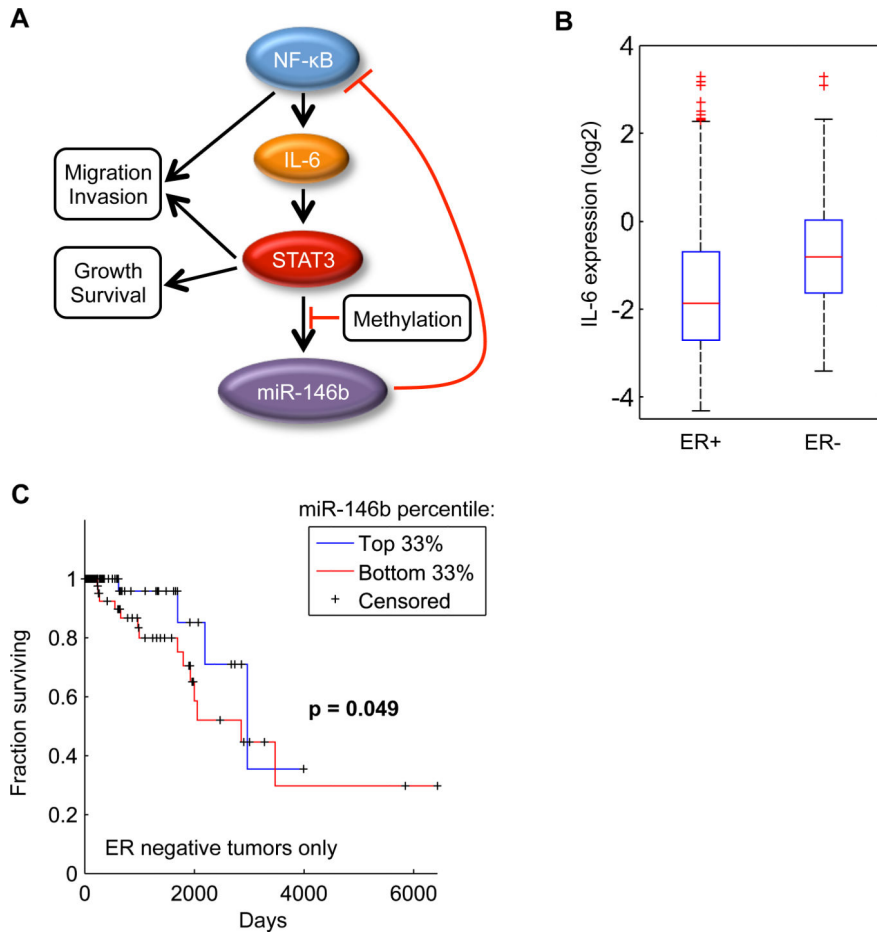 A
NF-κB
IL-6
Migration
Invasion
STAT3
Growth
Survival
Methylation
miR-146b
B
IL-6 expression (log2)
4
2
0
-2
-4
ER+
ER-
C
miR-146b percentile:
Top 33%
Bottom 33%
Censored
Fraction surviving
1
0.8
0.6
0.4
0.2
0
p = 0.049
ER negative tumors only
0
2000
4000
6000
Days